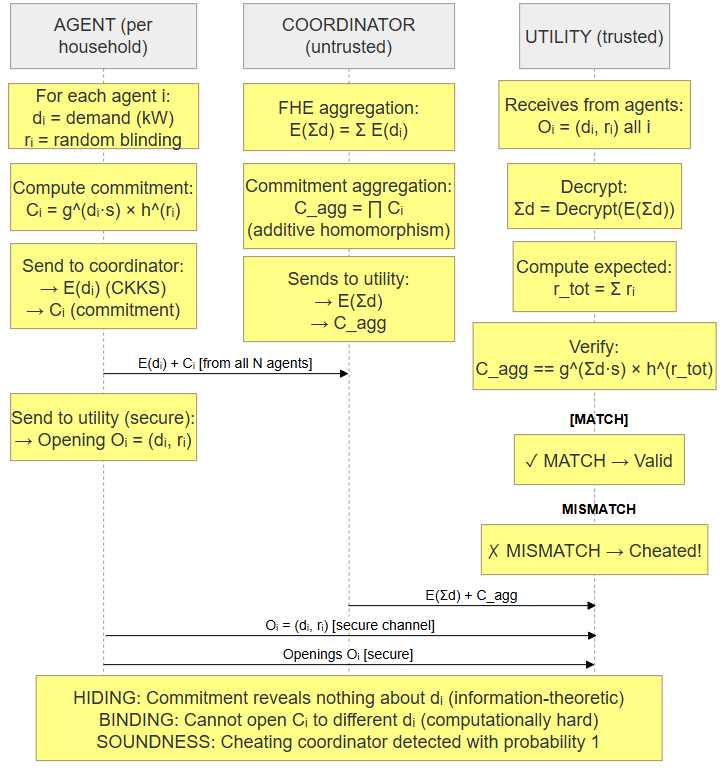 AGENT (per
household)
COORDINATOR
(untrusted)
UTILITY (trusted)
For each agent i:
dᵢ = demand (kW)
rᵢ = random blinding
FHE aggregation:
E(Σd) = Σ E(dᵢ)
Receives from agents:
Oᵢ = (dᵢ, rᵢ) all i
Compute commitment:
Cᵢ = g^(dᵢ·s) × h^(rᵢ)
Commitment aggregation:
C_agg = ∏ Cᵢ
(additive homomorphism)
Decrypt:
Σd = Decrypt(E(Σd))
Send to coordinator:
→ E(dᵢ) (CKKS)
→ Cᵢ (commitment)
Sends to utility:
→ E(Σd)
→ C_agg
Compute expected:
r_tot = Σ rᵢ
Verify:
C_agg == g^(Σd·s) × h^(r_tot)
E(dᵢ) + Cᵢ [from all N agents]
Send to utility (secure):
→ Opening Oᵢ = (dᵢ, rᵢ)
[MATCH]
✓ MATCH → Valid
MISMATCH
✗ MISMATCH → Cheated!
E(Σd) + C_agg
Oᵢ = (dᵢ, rᵢ) [secure channel]
Openings Oᵢ [secure]
HIDING: Commitment reveals nothing about dᵢ (information-theoretic)
BINDING: Cannot open Cᵢ to different dᵢ (computationally hard)
SOUNDNESS: Cheating coordinator detected with probability 1